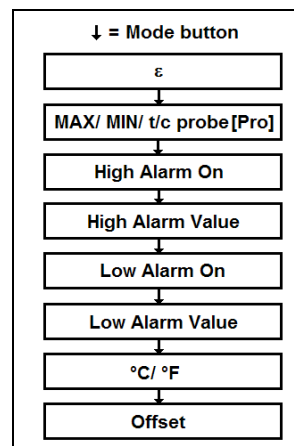 ↓ = Mode button
ε
MAX/ MIN/ t/c probe[Pro]
High Alarm On
High Alarm Value
Low Alarm On
Low Alarm Value
°C/ °F
Offset